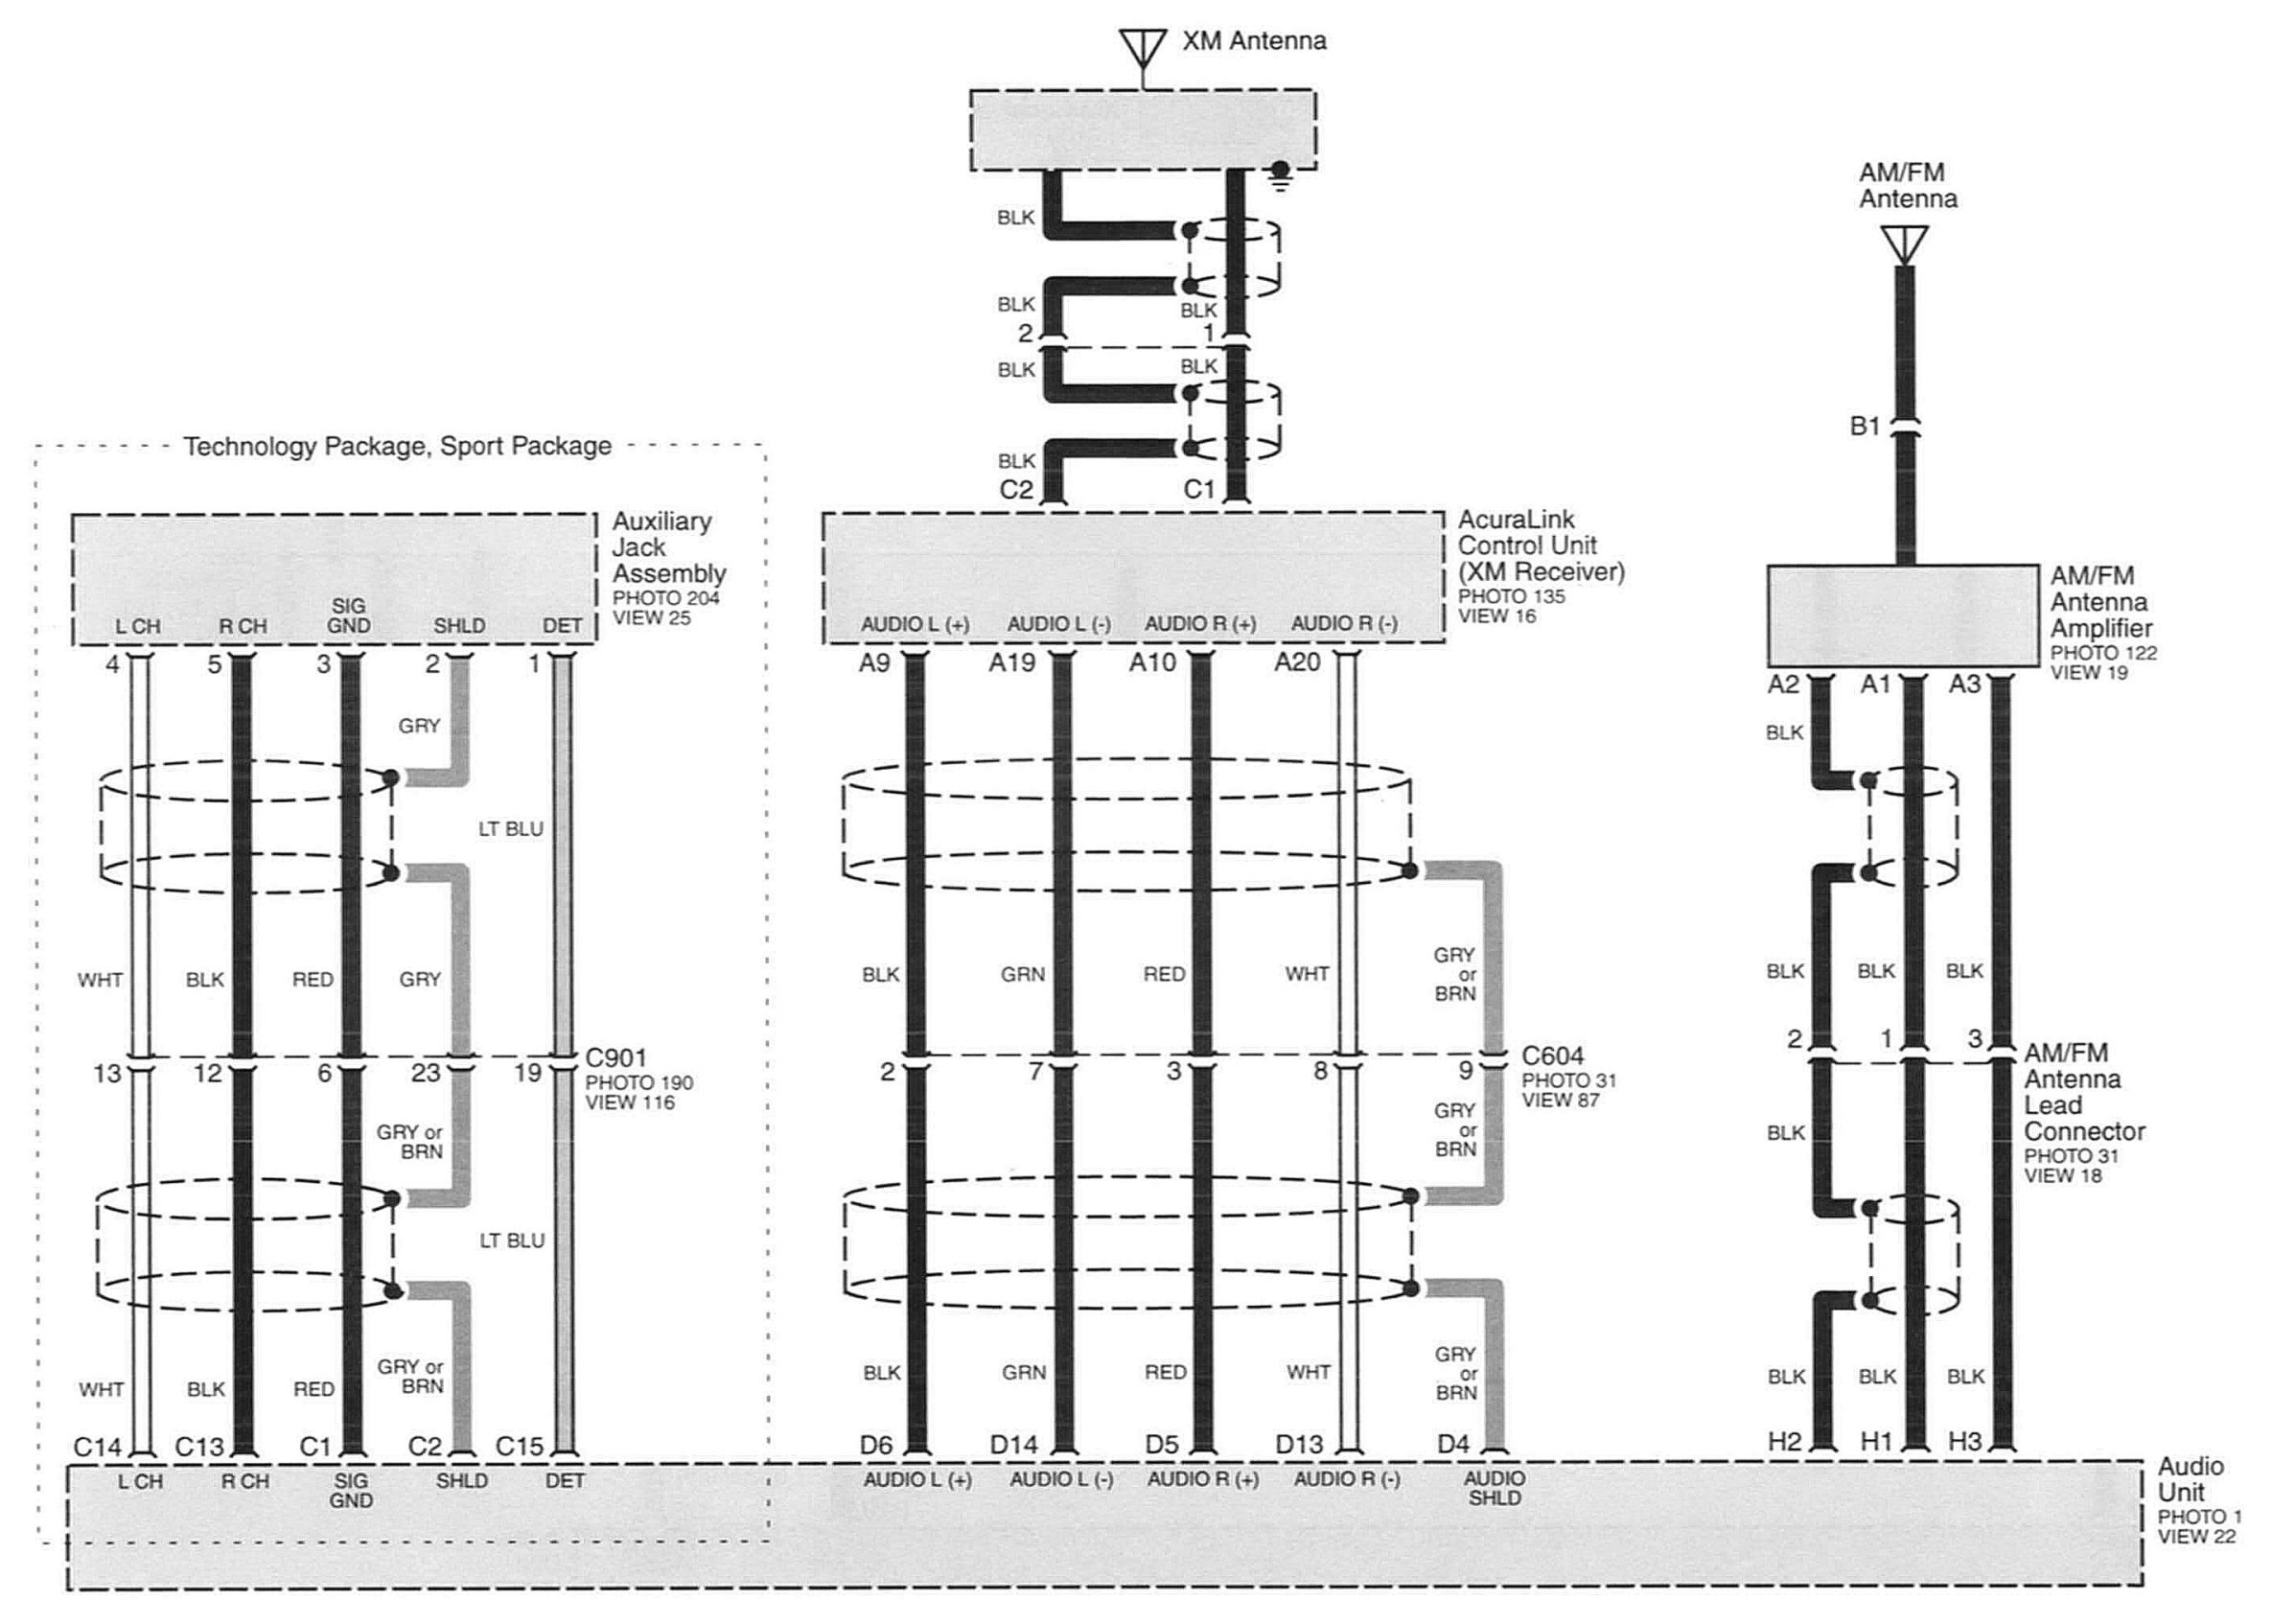 XM Antenna
AM/FM
Antenna
BLK
BLK
BLK
2
1
BLK
BLK
B1
Technology Package, Sport Package
BLK
C2
C1
Auxiliary
Jack
Assembly
PHOTO 204
VIEW 25
L CH
R CH
SIG
GND
SHLD
DET
AcuraLink
Control Unit
(XM Receiver)
PHOTO 135
VIEW 16
AUDIO L (+)
AUDIO L (-)
AUDIO R (+)
AUDIO R (-)
AM/FM
Antenna
Amplifier
PHOTO 122
VIEW 19
4
5
3
2
1
A9
A19
A10
A20
A2
A1
A3
GRY
BLK
LT BLU
WHT
BLK
RED
GRY
BLK
GRN
RED
WHT
GRY
or
BRN
BLK
BLK
BLK
2
1
3
13
12
6
23
19
C901
PHOTO 190
VIEW 116
2
7
3
8
9
C604
PHOTO 31
VIEW 87
AM/FM
Antenna
Lead
Connector
PHOTO 31
VIEW 18
GRY or
BRN
GRY
or
BRN
BLK
LT BLU
WHT
BLK
RED
GRY or
BRN
BLK
GRN
RED
WHT
GRY
or
BRN
BLK
BLK
BLK
C14
C13
C1
C2
C15
D6
D14
D5
D13
D4
H2
H1
H3
L CH
R CH
SIG
GND
SHLD
DET
AUDIO L (+)
AUDIO L (-)
AUDIO R (+)
AUDIO R (-)
AUDIO
SHLD
Audio
Unit
PHOTO 1
VIEW 22